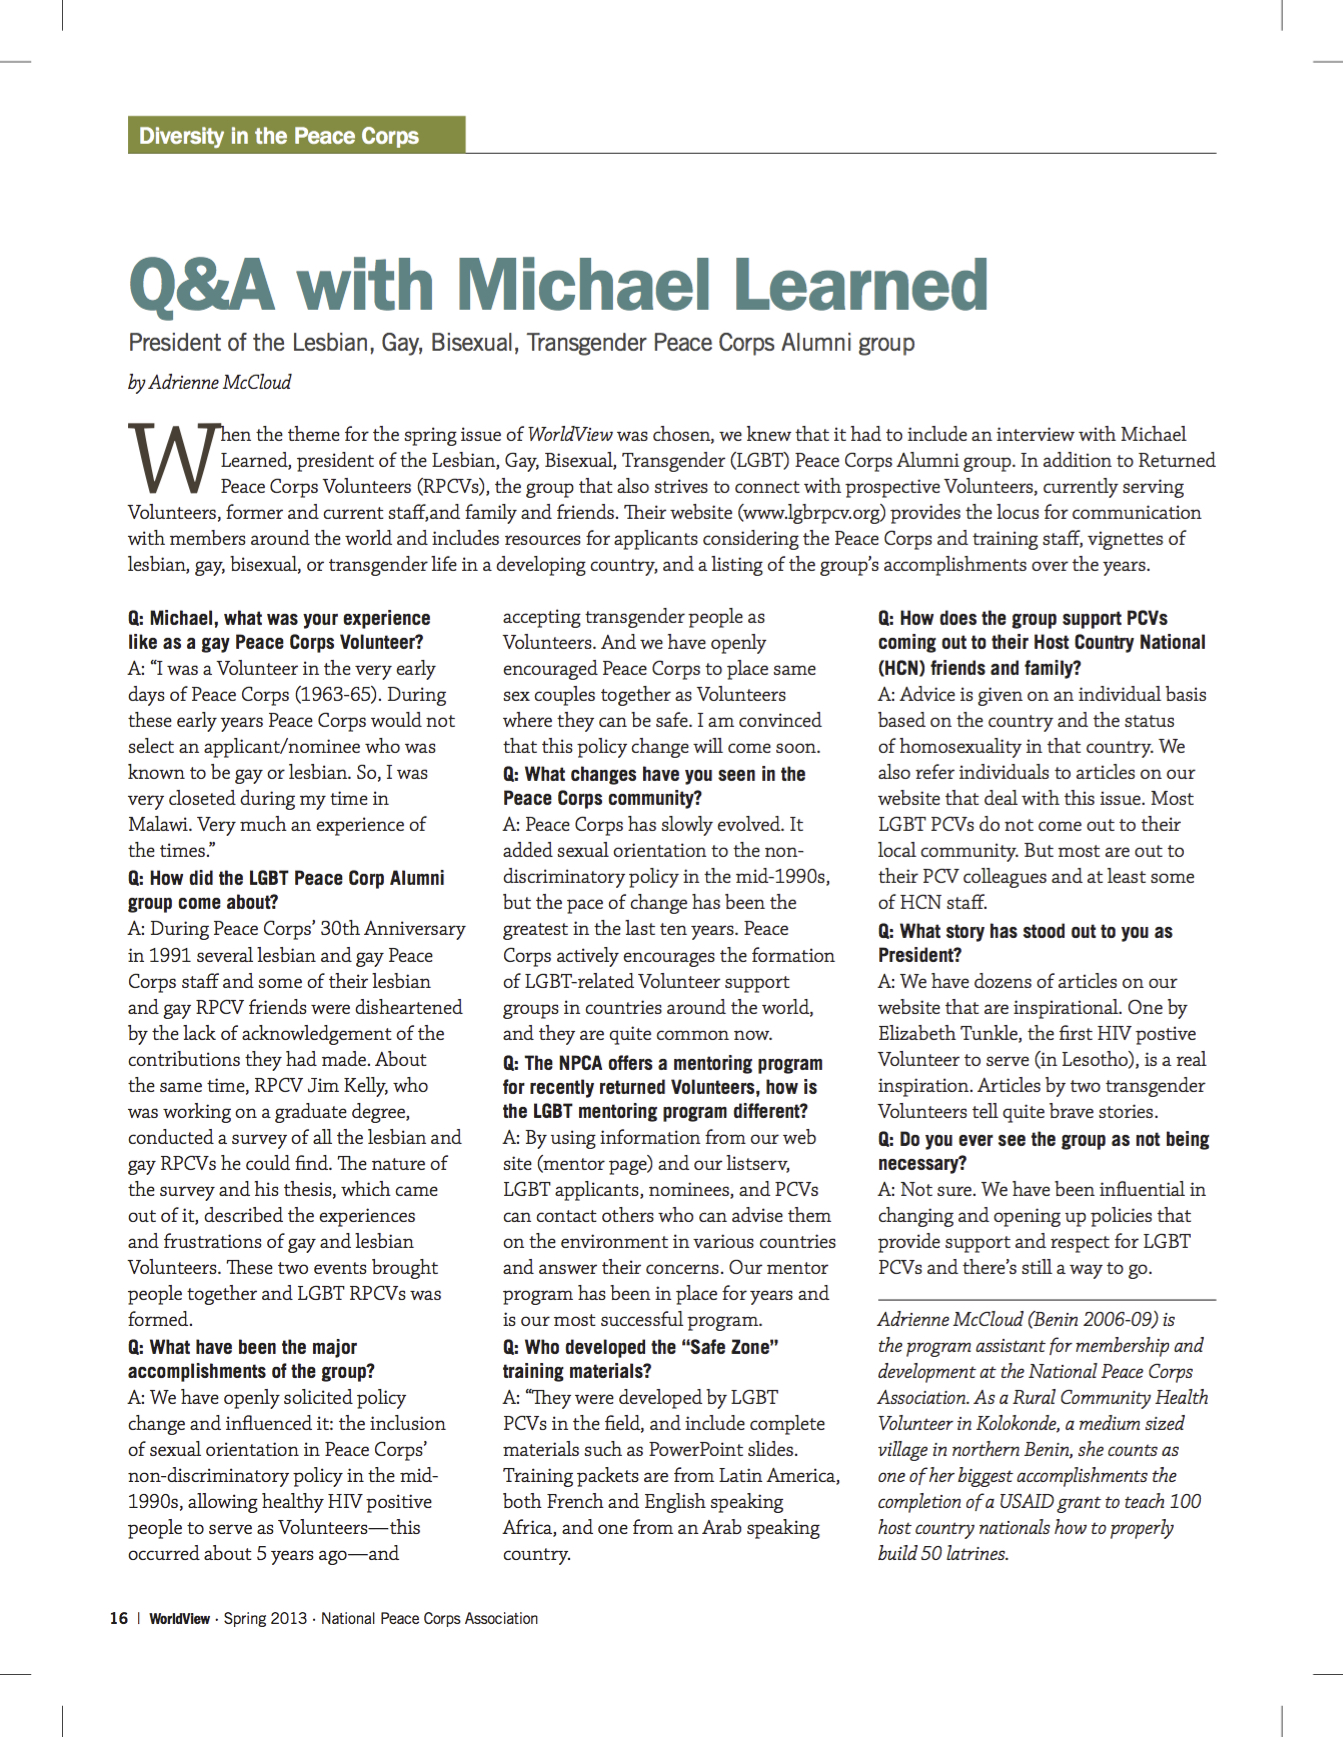 Diversity in the Peace Corps
Q&A with Michael Learned
President of the Lesbian, Gay, Bisexual, Transgender Peace Corps Alumni group
by Adrienne McCloud
When the theme for the spring issue of WorldView was chosen, we knew that it had to include an interview with Michael
Learned, president of the Lesbian, Gay, Bisexual, Transgender (LGBT) Peace Corps Alumni group. In addition to Returned
Peace Corps Volunteers (RPCVs), the group that also strives to connect with prospective Volunteers, currently serving
Volunteers, former and current staff,and family and friends. Their website (www.lgbrpcv.org) provides the locus for communication
with members around the world and includes resources for applicants considering the Peace Corps and training staff, vignettes of
lesbian, gay, bisexual, or transgender life in a developing country, and a listing of the group's accomplishments over the years.
Q: Michael, what was your experience
like as a gay Peace Corps Volunteer?
A: “I was a Volunteer in the very early
days of Peace Corps (1963-65). During
these early years Peace Corps would not
select an applicant/nominee who was
known to be gay or lesbian. So, I was
very closeted during my time in
Malawi. Very much an experience of
the times.”
Q: How did the LGBT Peace Corp Alumni
group come about?
A: During Peace Corps’ 30th Anniversary
in 1991 several lesbian and gay Peace
Corps staff and some of their lesbian
and gay RPCV friends were disheartened
by the lack of acknowledgement of the
contributions they had made. About
the same time, RPCV Jim Kelly, who
was working on a graduate degree,
conducted a survey of all the lesbian and
gay RPCVs he could find. The nature of
the survey and his thesis, which came
out of it, described the experiences
and frustrations of gay and lesbian
Volunteers. These two events brought
people together and LGBT RPCVs was
formed.
Q: What have been the major
accomplishments of the group?
A: We have openly solicited policy
change and influenced it: the inclusion
of sexual orientation in Peace Corps’
non-discriminatory policy in the mid-
1990s, allowing healthy HIV positive
people to serve as Volunteers—this
occurred about 5 years ago—and
accepting transgender people as
Volunteers. And we have openly
encouraged Peace Corps to place same
sex couples together as Volunteers
where they can be safe. I am convinced
that this policy change will come soon.
Q: What changes have you seen in the
Peace Corps community?
A: Peace Corps has slowly evolved. It
added sexual orientation to the non-
discriminatory policy in the mid-1990s,
but the pace of change has been the
greatest in the last ten years. Peace
Corps actively encourages the formation
of LGBT-related Volunteer support
groups in countries around the world,
and they are quite common now.
Q: The NPCA offers a mentoring program
for recently returned Volunteers, how is
the LGBT mentoring program different?
A: By using information from our web
site (mentor page) and our listserv,
LGBT applicants, nominees, and PCVs
can contact others who can advise them
on the environment in various countries
and answer their concerns. Our mentor
program has been in place for years and
is our most successful program.
Q: Who developed the “Safe Zone”
training materials?
A: “They were developed by LGBT
PCVs in the field, and include complete
materials such as PowerPoint slides.
Training packets are from Latin America,
both French and English speaking
Africa, and one from an Arab speaking
country.
Q: How does the group support PCVs
coming out to their Host Country National
(HCN) friends and family?
A: Advice is given on an individual basis
based on the country and the status
of homosexuality in that country. We
also refer individuals to articles on our
website that deal with this issue. Most
LGBT PCVs do not come out to their
local community. But most are out to
their PCV colleagues and at least some
of HCN staff.
Q: What story has stood out to you as
President?
A: We have dozens of articles on our
website that are inspirational. One by
Elizabeth Tunkle, the first HIV postive
Volunteer to serve (in Lesotho), is a real
inspiration. Articles by two transgender
Volunteers tell quite brave stories.
Q: Do you ever see the group as not being
necessary?
A: Not sure. We have been influential in
changing and opening up policies that
provide support and respect for LGBT
PCVs and there’s still a way to go.
Adrienne McCloud (Benin 2006-09) is
the program assistant for membership and
development at the National Peace Corps
Association. As a Rural Community Health
Volunteer in Kolokonde, a medium sized
village in northern Benin, she counts as
one of her biggest accomplishments the
completion of a USAID grant to teach 100
host country nationals how to properly
build 50 latrines.
16 | WorldView · Spring 2013 · National Peace Corps Association